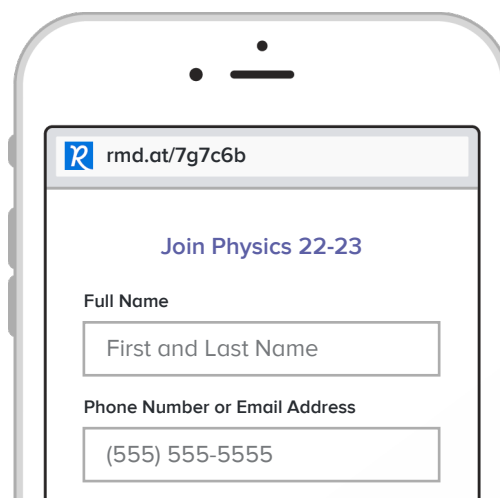 R rmd.at/7g7c6b
Join Physics 22-23
Full Name
First and Last Name
Phone Number or Email Address
(555) 555-5555